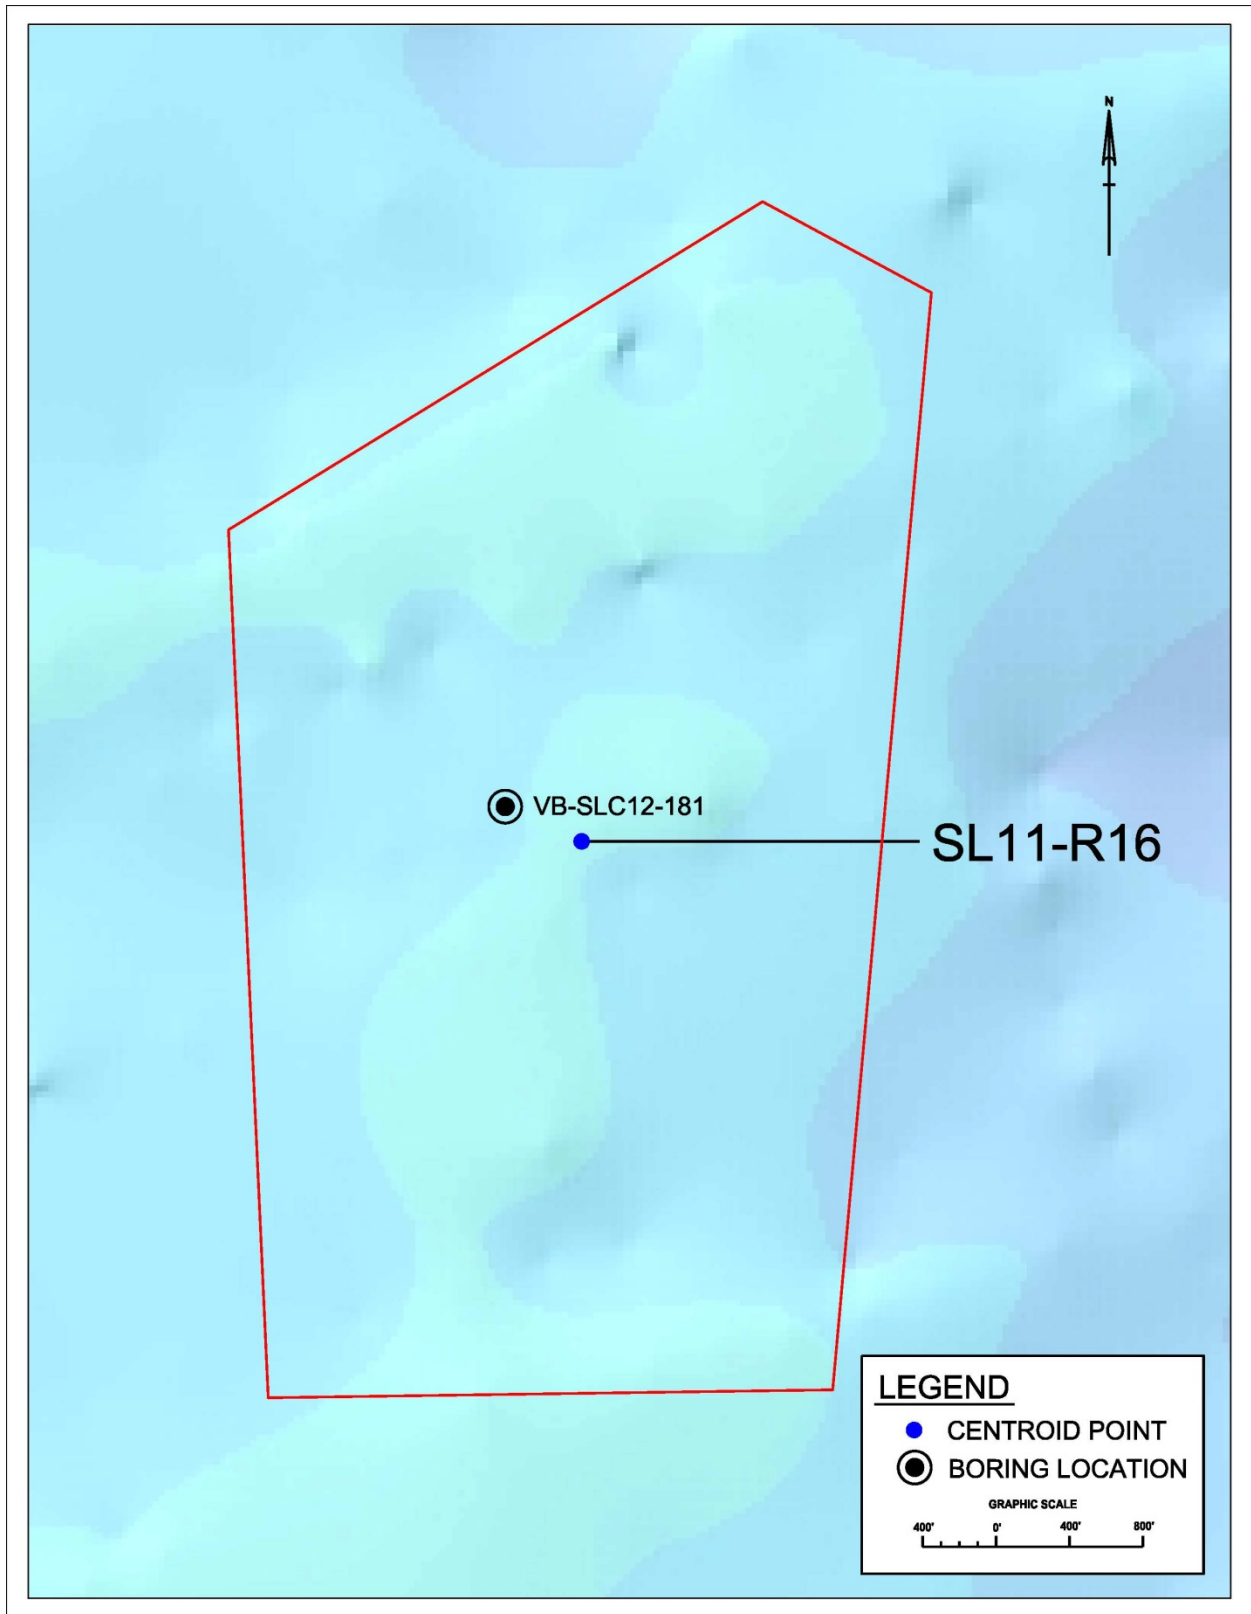 N
VB-SLC12-181
SL11-R16
LEGEND
CENTROID POINT
BORING LOCATION
GRAPHIC SCALE
400' 0' 400' 800'